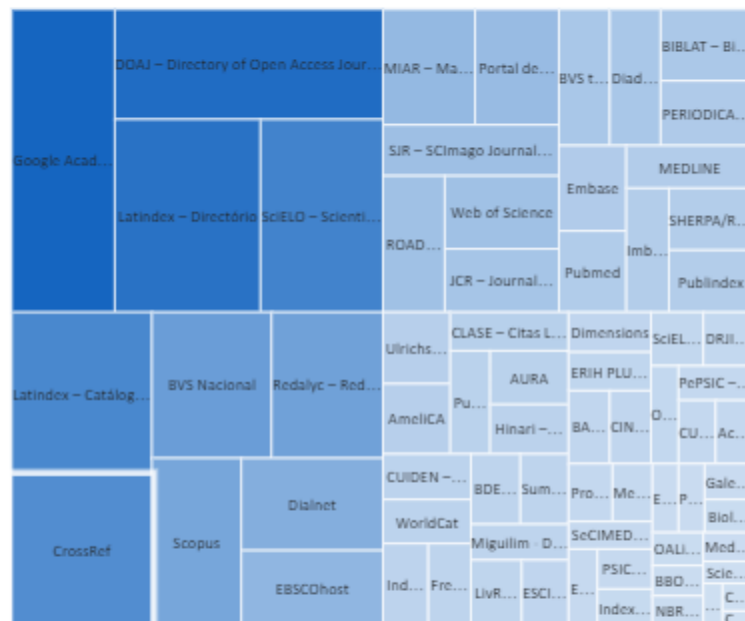 Google Acad...
DOAJ – Directory of Open Access Jour...
Latindex – Directório
SciELO – Scienti...
Latindex – Catálog...
CrossRef
BVS Nacional
Redalyc – Red...
Scopus
Dialnet
EBSCOhost
MIAR – Ma...
Portal de...
SJR – SCImago Journal...
ROAD...
Web of Science
JCR – Journal...
BVS t...
Diad...
BIBLAT – Bi...
PERIODICA...
Embase
Pubmed
MEDLINE
Imb...
SHERPA/R...
Publindex
Ulrichs...
AmeliCA
CLASE – Citas L...
Pu...
AURA
Hinari –...
CUIDEN –...
WorldCat
Ind...
Fre...
BDE...
Sum...
Miguilim - D...
LivR...
ESCI...
Dimensions
ERIH PLU...
BA...
CIN...
SciEL...
DRJI...
O...
PePSIC –...
CU...
Ac...
Pro...
Me...
SeCIMED...
E...
PSIC...
Index...
E...
P...
Gale...
Biol...
OALi...
BBO...
NBR...
Med...
Scie...
...
C...